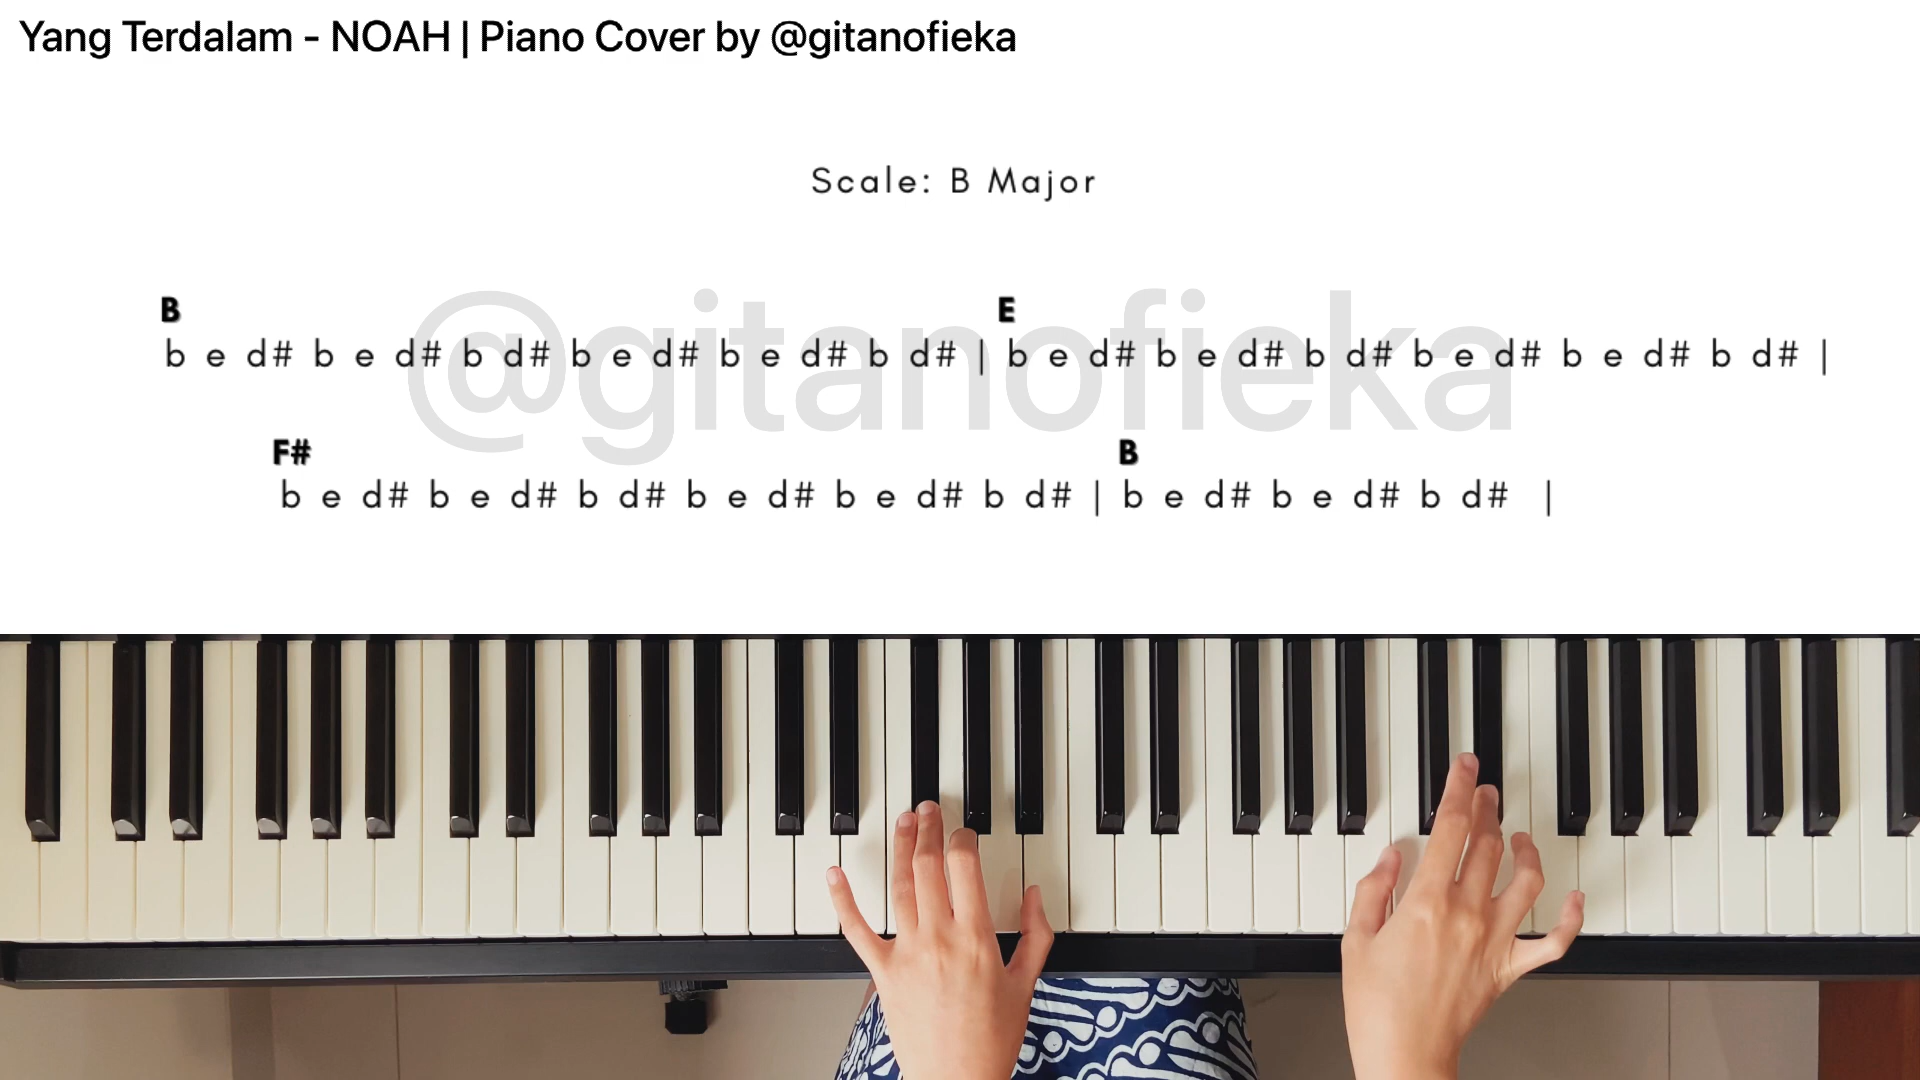 Yang Terdalam - NOAH | Piano Cover by @gitanofieka
Scale: B Major
B E
b e d# b e d# b d# b e d# b e d# b d# | b e d# b e d# b d# b e d# b e d# b d# |
@gitanofieka
F# B
b e d# b e d# b d# b e d# b e d# b d# | b e d# b e d# b d# |